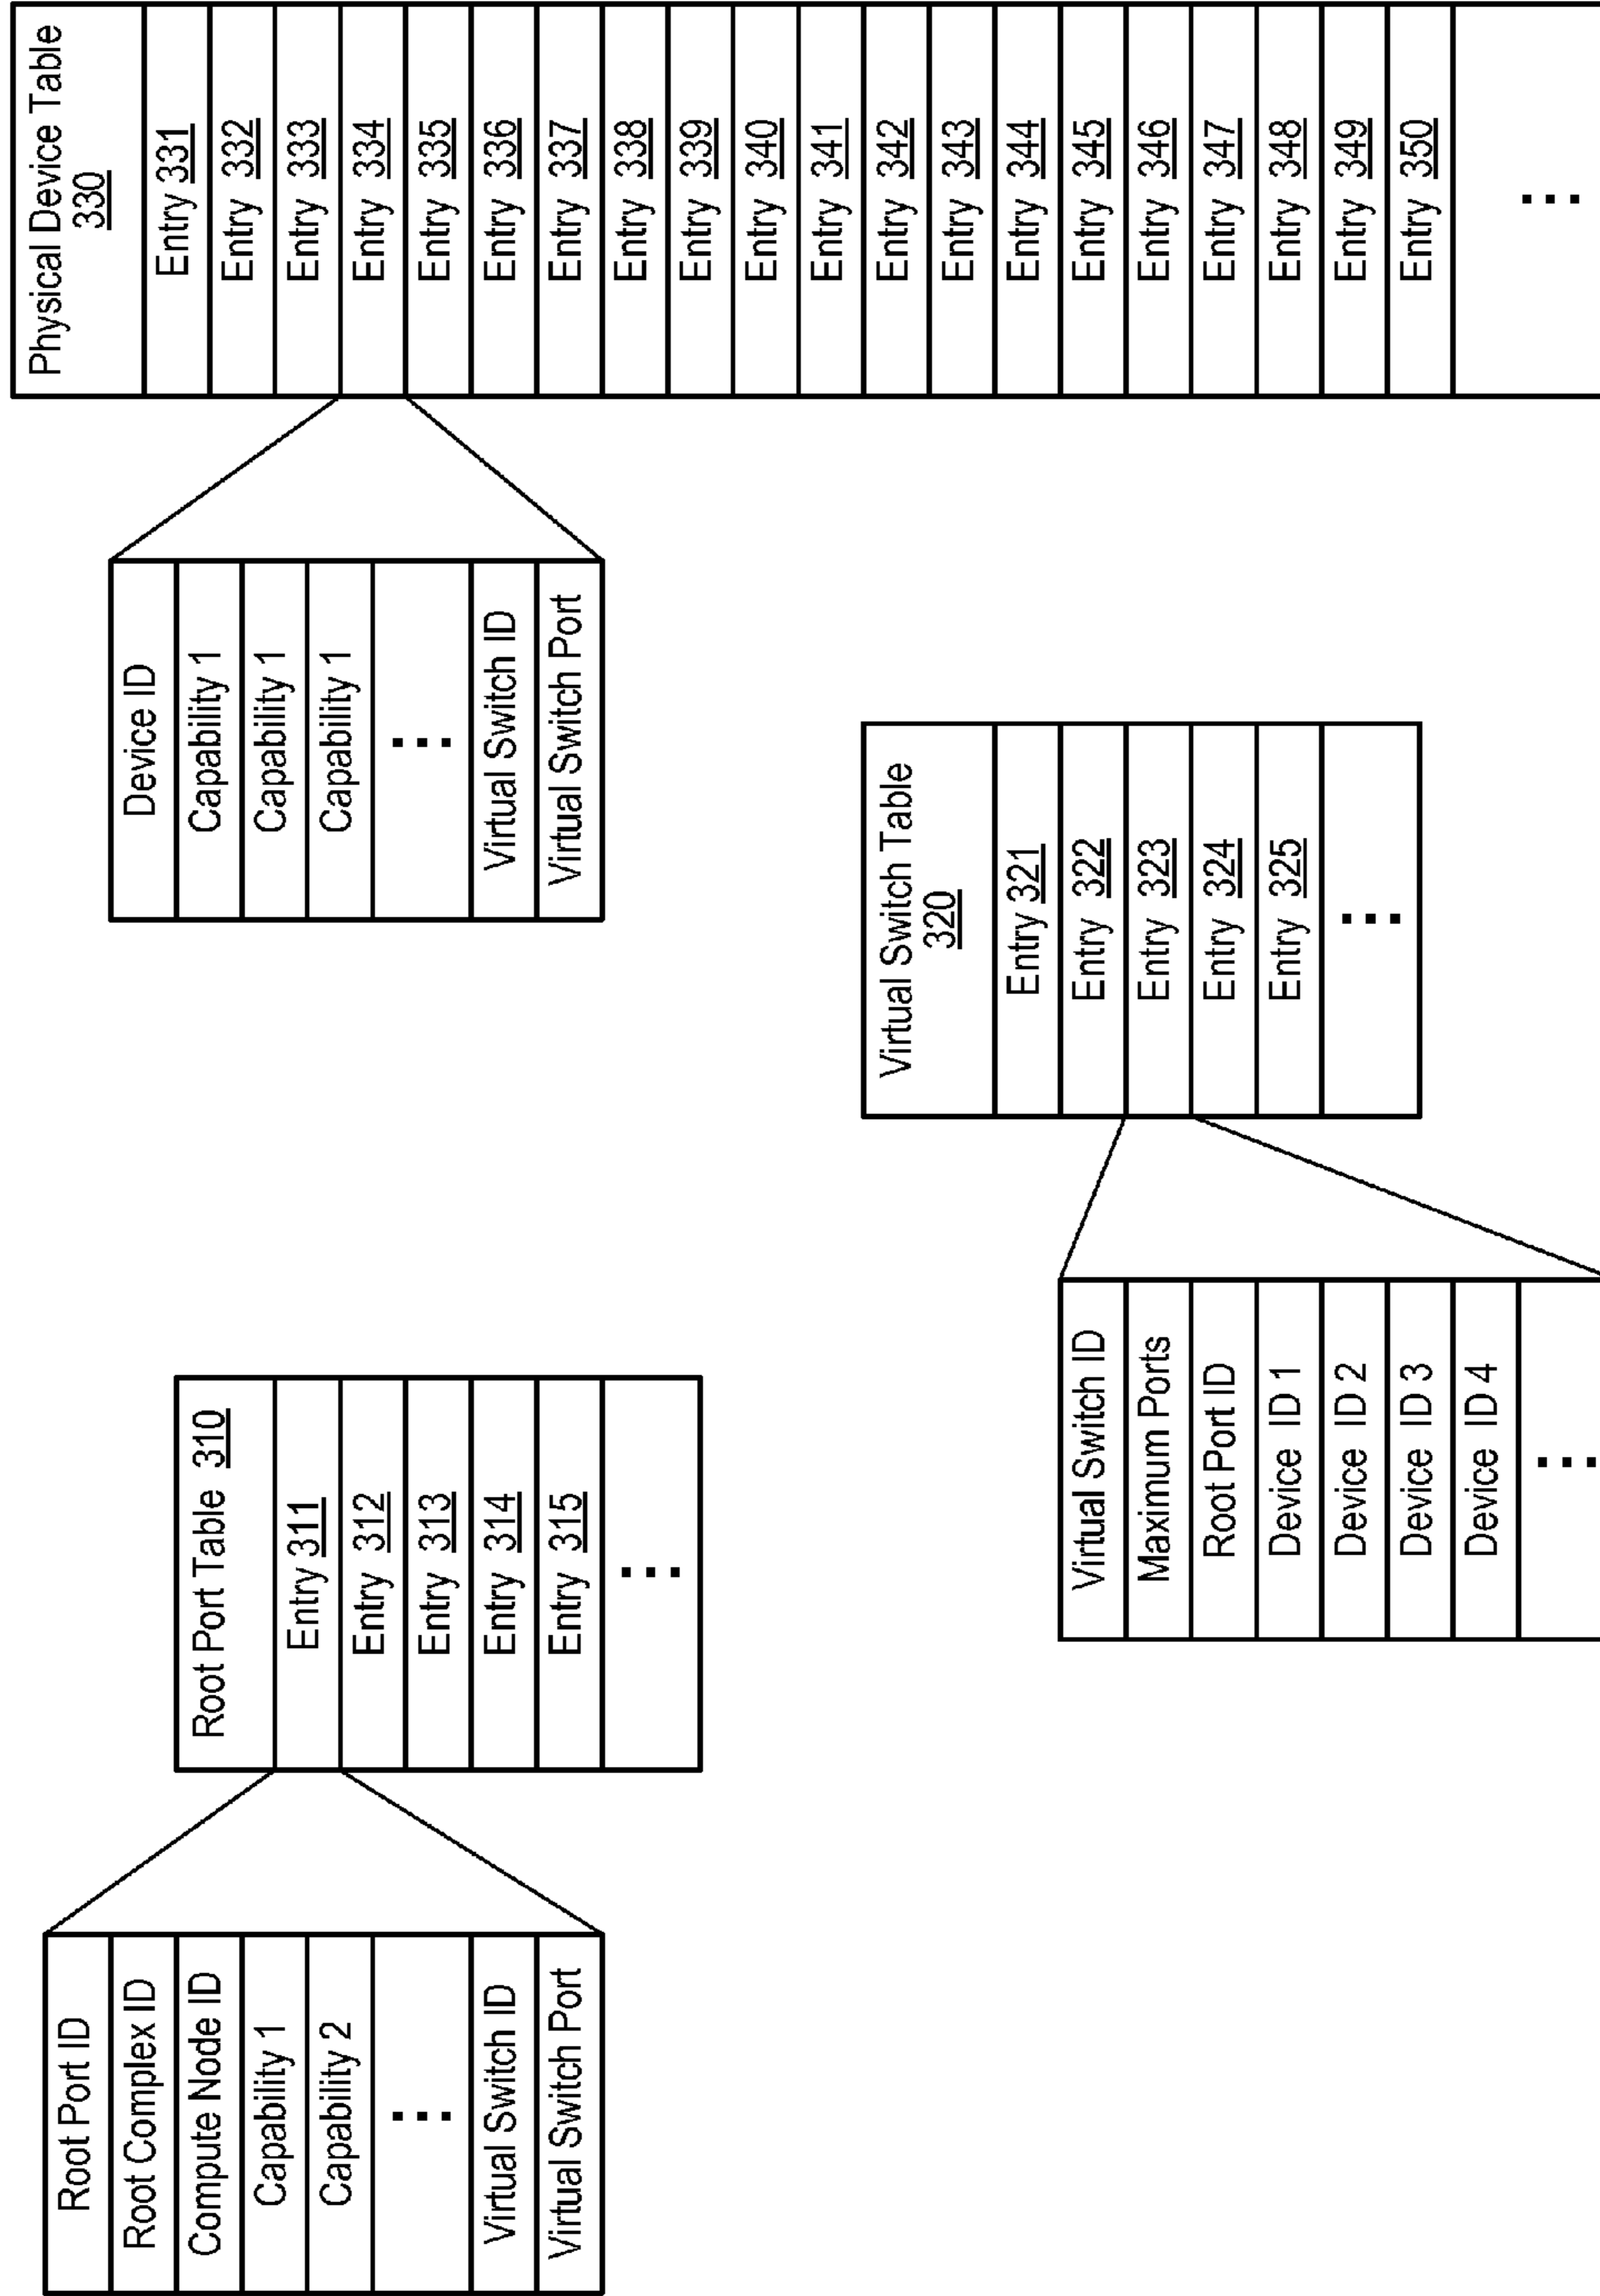 Root Port ID
Root Complex ID
Compute Node ID
Capability 1
Capability 2
...
Virtual Switch ID
Virtual Switch Port
Root Port Table 310
Entry 311
Entry 312
Entry 313
Entry 314
Entry 315
...
Virtual Switch ID
Maximum Ports
Root Port ID
Device ID 1
Device ID 2
Device ID 3
Device ID 4
...
Virtual Switch Table
320
Entry 321
Entry 322
Entry 323
Entry 324
Entry 325
...
Device ID
Capability 1
Capability 1
Capability 1
...
Virtual Switch ID
Virtual Switch Port
Physical Device Table
330
Entry 331
Entry 332
Entry 333
Entry 334
Entry 335
Entry 336
Entry 337
Entry 338
Entry 339
Entry 340
Entry 341
Entry 342
Entry 343
Entry 344
Entry 345
Entry 346
Entry 347
Entry 348
Entry 349
Entry 350
...